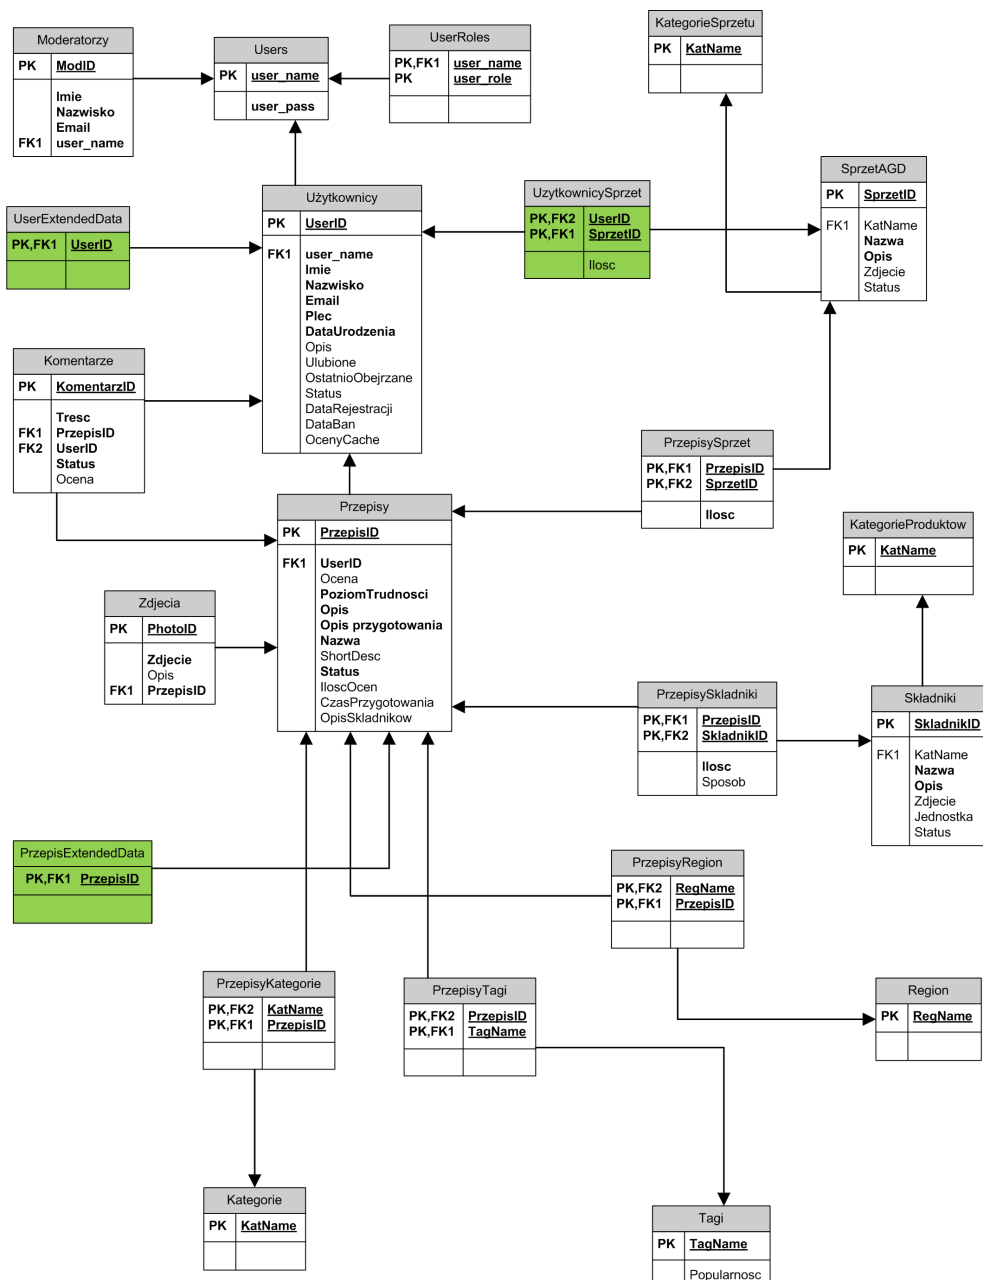 Moderatorzy
PK ModID
Imie
Nazwisko
Email
FK1 user_name
Users
PK user_name
user_pass
UserRoles
PK,FK1 user_name
PK user_role
KategorieSprzetu
PK KatName
SprzetAGD
PK SprzetID
FK1 KatName
Nazwa
Opis
Zdjecie
Status
UserExtendedData
PK,FK1 UserID
Użytkownicy
PK UserID
FK1 user_name
Imie
Nazwisko
Email
Plec
DataUrodzenia
Opis
Ulubione
OstatnioObejrzane
Status
DataRejestracji
DataBan
OcenyCache
UzytkownicySprzet
PK,FK2 UserID
PK,FK1 SprzetID
Ilosc
Komentarze
PK KomentarzID
Tresc
FK1 PrzepisID
FK2 UserID
Status
Ocena
PrzepisySprzet
PK,FK1 PrzepisID
PK,FK2 SprzetID
Ilosc
Przepisy
PK PrzepisID
FK1 UserID
Ocena
PoziomTrudnosci
Opis
Opis przygotowania
Nazwa
ShortDesc
Status
IloscOcen
CzasPrzygotowania
OpisSkladnikow
KategorieProduktow
PK KatName
Zdjecia
PK PhotoID
Zdjecie
Opis
FK1 PrzepisID
PrzepisySkladniki
PK,FK1 PrzepisID
PK,FK2 SkladnikID
Ilosc
Sposob
Składniki
PK SkladnikID
FK1 KatName
Nazwa
Opis
Zdjecie
Jednostka
Status
PrzepisExtendedData
PK,FK1 PrzepisID
PrzepisyRegion
PK,FK2 RegName
PK,FK1 PrzepisID
PrzepisyKategorie
PK,FK2 KatName
PK,FK1 PrzepisID
PrzepisyTagi
PK,FK2 PrzepisID
PK,FK1 TagName
Region
PK RegName
Kategorie
PK KatName
Tagi
PK TagName
Popularnosc